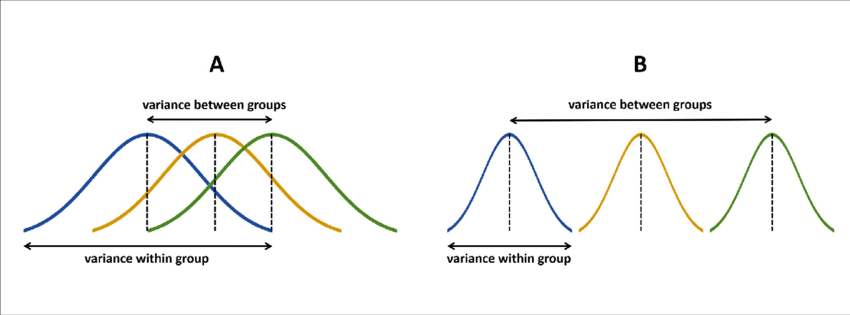 A
variance between groups
variance within group
B
variance between groups
variance within group